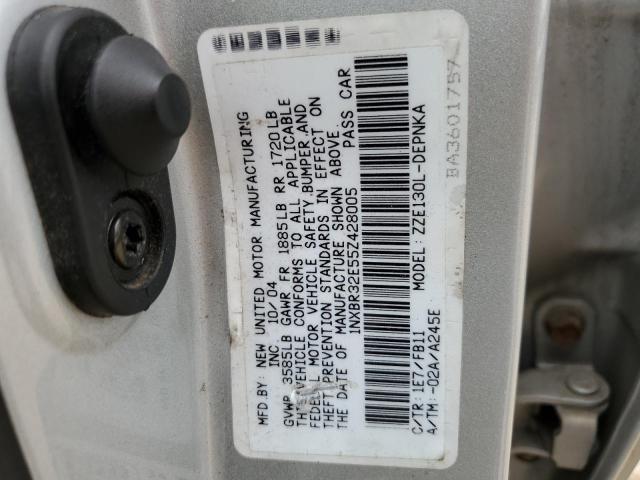 MFD BY: NEW UNITED MOTOR MANUFACTURING
INC 10/04
GVWR 3585LB GAWR FR 1885LB RR 1720LB
THIS VEHICLE CONFORMS TO ALL APPLICABLE
FEDERAL MOTOR VEHICLE SAFETY, BUMPER, AND
THEFT PREVENTION STANDARDS IN EFFECT ON
THE DATE OF MANUFACTURE SHOWN ABOVE.
1NXBR32E55Z428005 PASS CAR
C/TR: 1E7/FB11 MODEL: ZZE130L-DEPNKA
A/TM: -02A/A245E
BA3601757